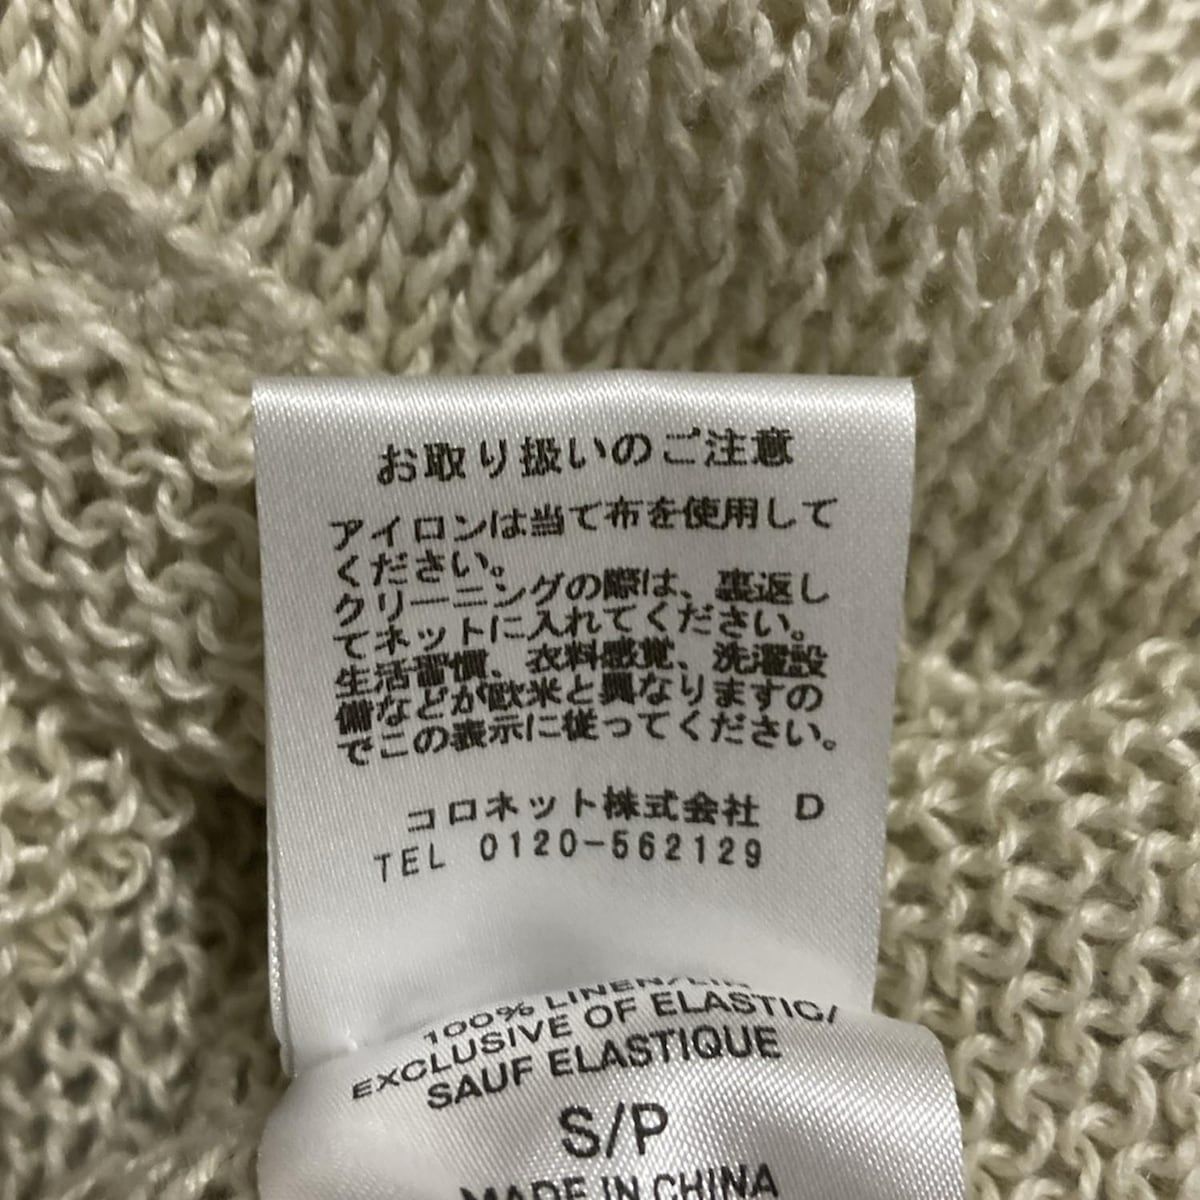 お取り扱いのご注意
アイロンは当て布を使用して
ください。
クリーニングの際は、裏返し
てネットに入れてください。
生活習慣、衣料感覚、洗濯設
備などが欧米と異なりますの
でこの表示に従ってください。
コロネット株式会社 D
TEL 0120-562129
100% LINEN/LIN
EXCLUSIVE OF ELASTIC/
SAUF ELASTIQUE
S/P
MADE IN CHINA